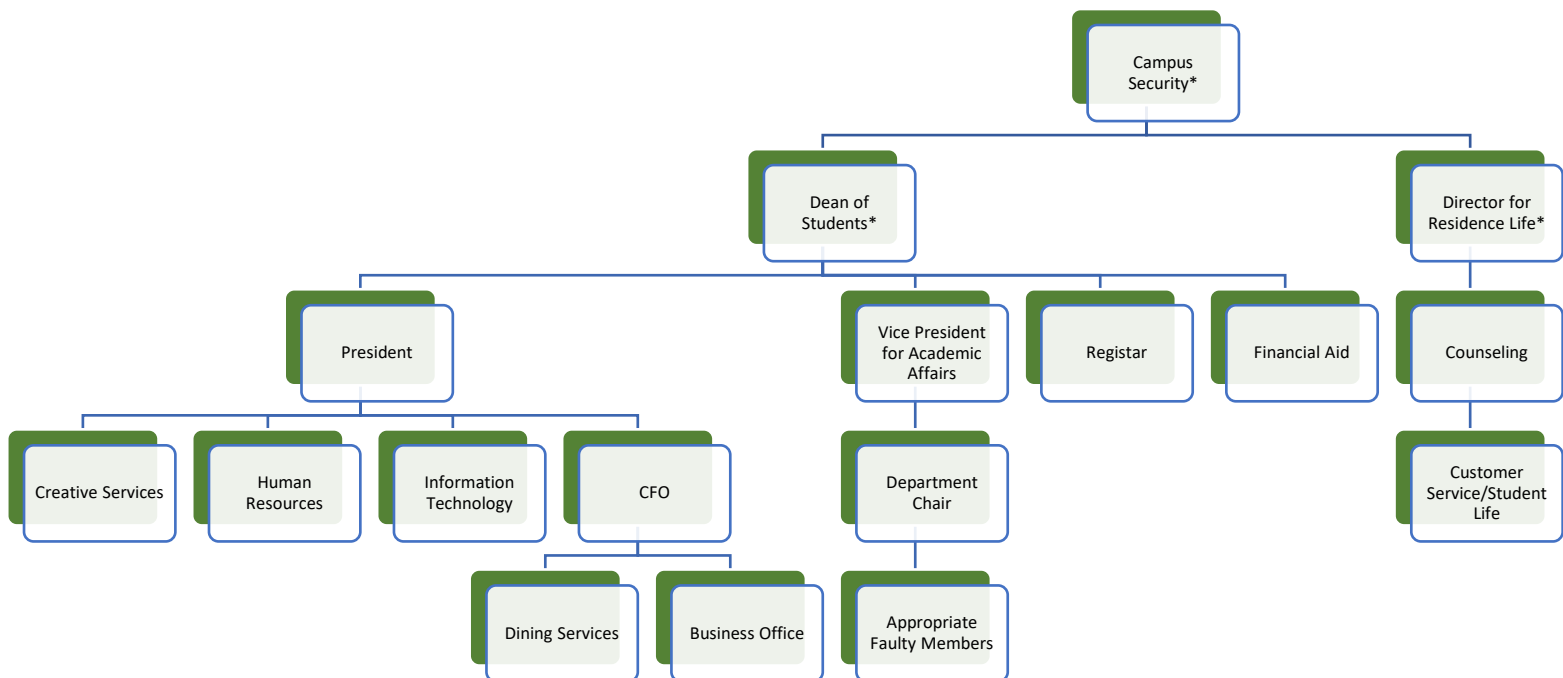 Campus
Security*
Dean of
Students*
Director for
Residence Life*
President
Vice President
for Academic
Affairs
Registar
Financial Aid
Counseling
Creative Services
Human
Resources
Information
Technology
CFO
Department
Chair
Customer
Service/Student
Life
Dining Services
Business Office
Appropriate
Faulty Members